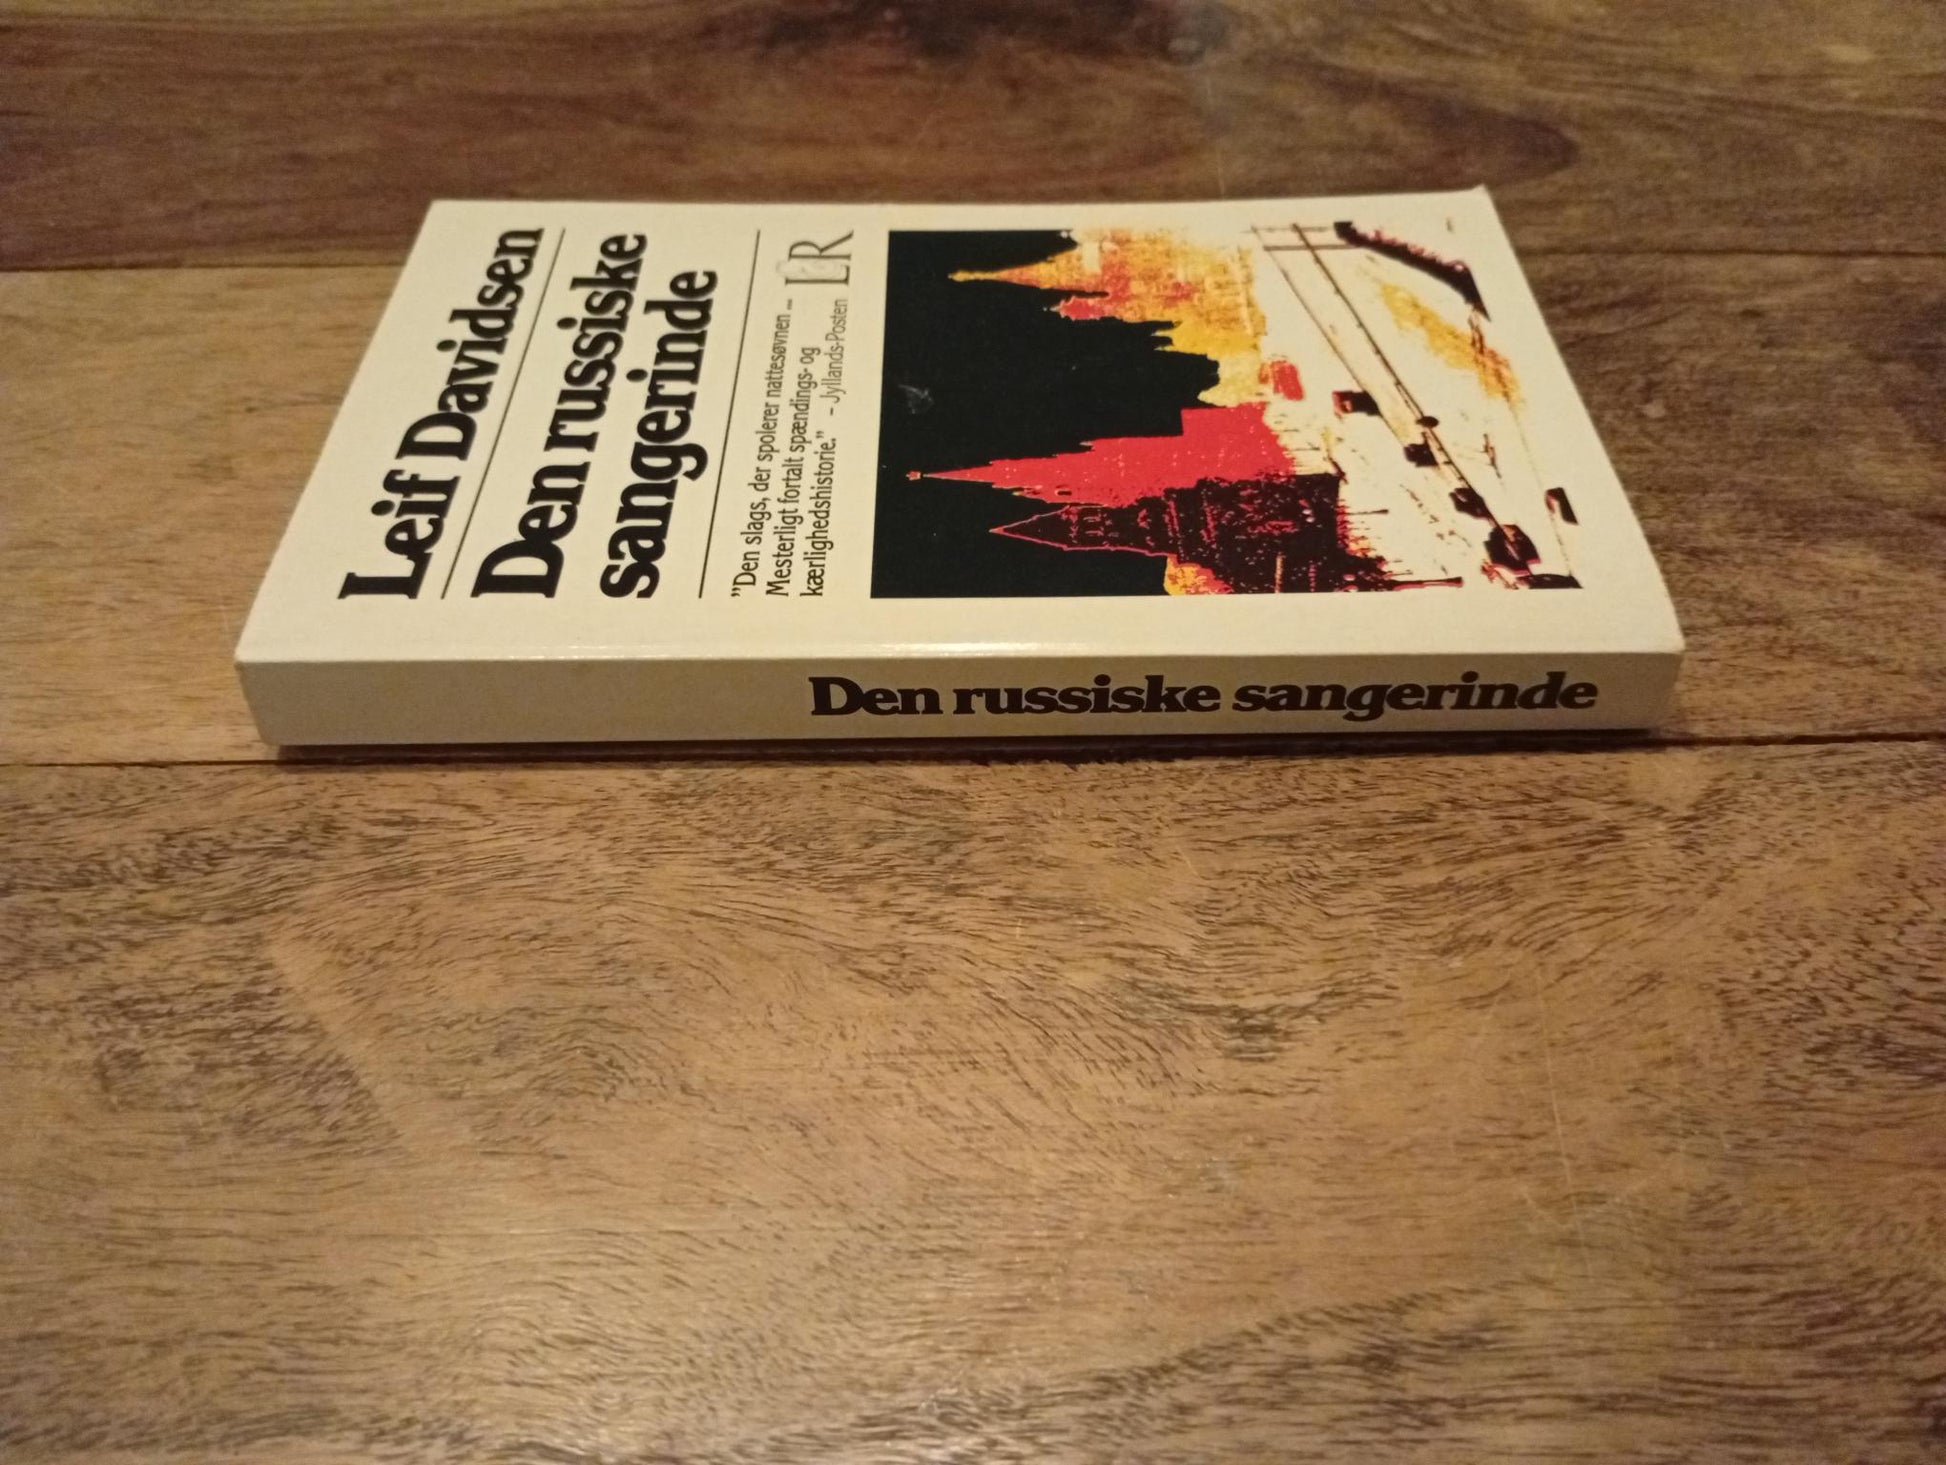 Leif Davidsen
Den russiske
sangerinde
"Den slags, der spolerer nattesøvnen –
Mesterligt fortalt spændings- og
kærlighedshistorie." – Jyllands-Posten
LR
Den russiske sangerinde